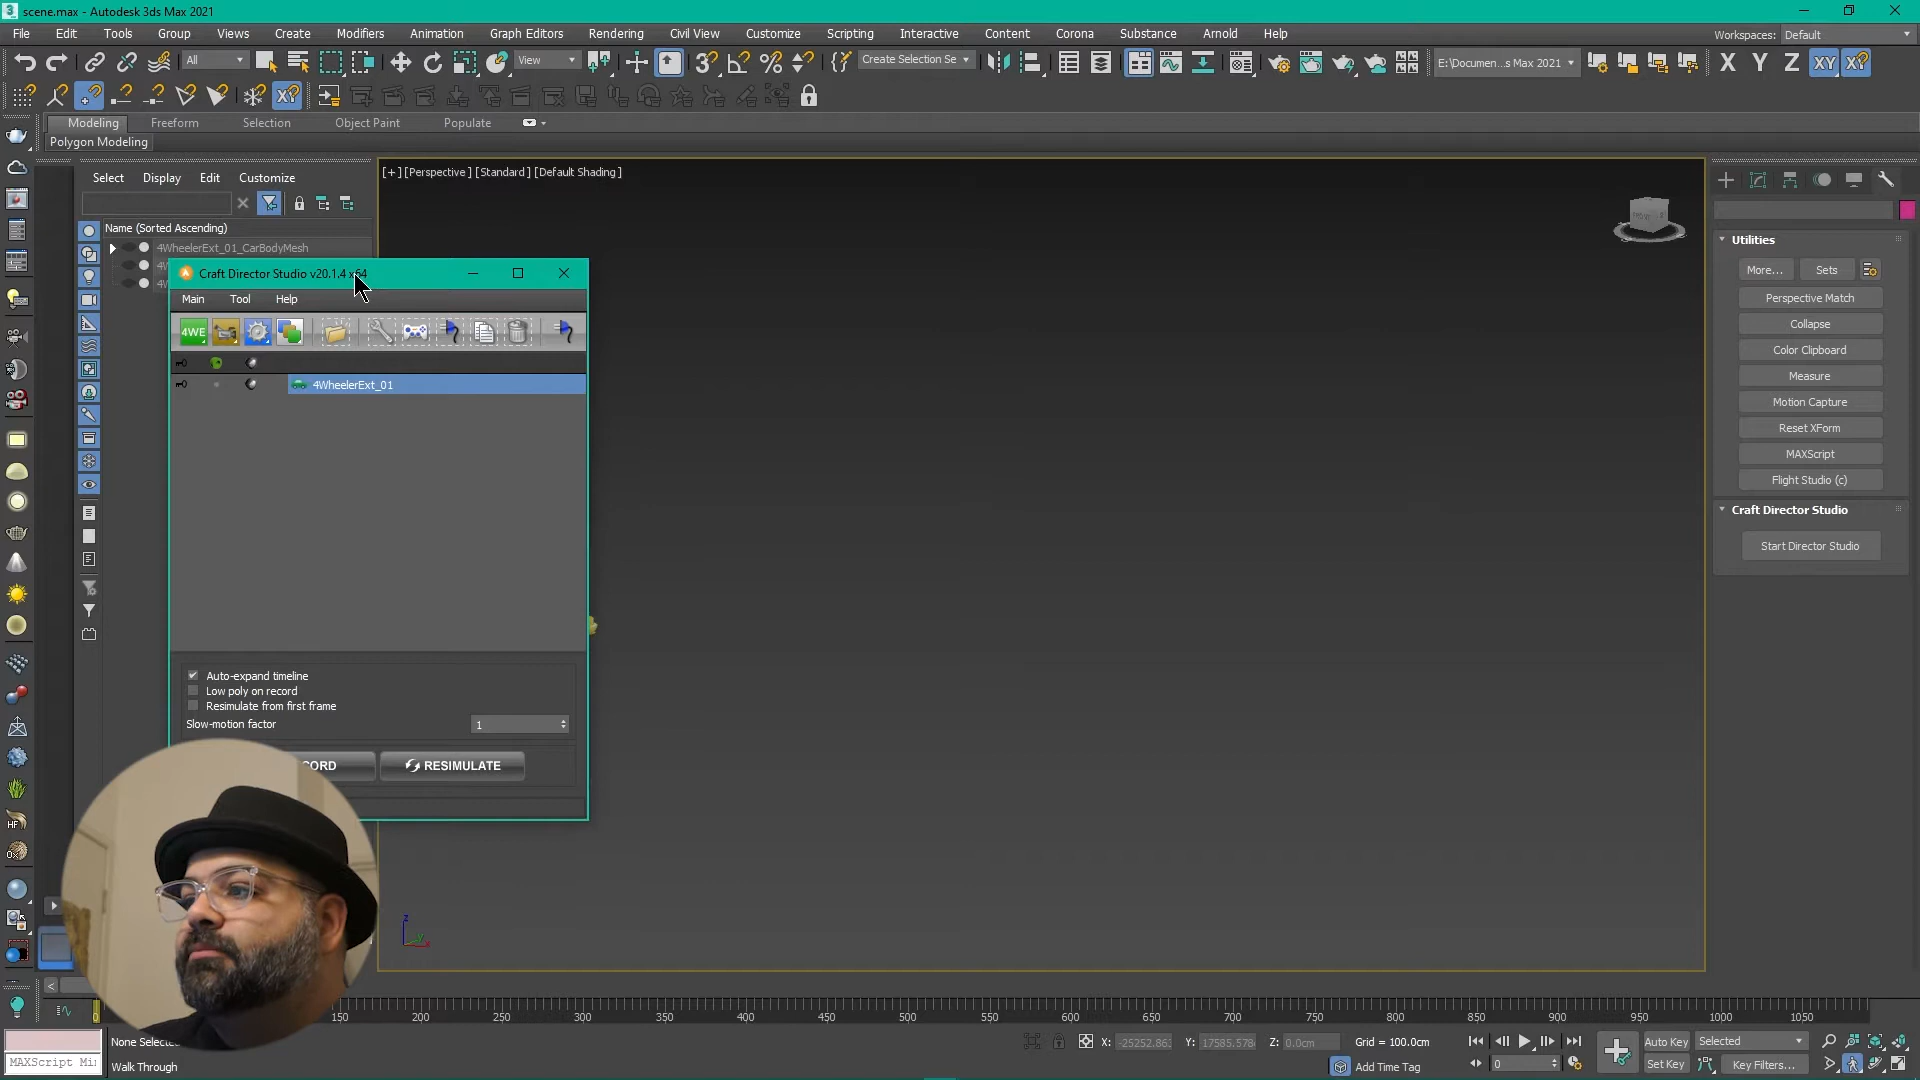 scene.max - Autodesk 3ds Max 2021
File Edit Tools Group Views Create Modifiers Animation Graph Editors Rendering Civil View Customize Scripting Interactive Content Corona Substance Arnold Help
Workspaces: Default
All View Create Selection Se E:\Documen...s Max 2021 X Y Z XY XP
XY
Modeling Freeform Selection Object Paint Populate
Polygon Modeling
Select Display Edit Customize
[+] [Perspective] [Standard] [Default Shading]
Name (Sorted Ascending)
4WheelerExt_01_CarBodyMesh
Craft Director Studio v20.1.4 x64
Main Tool Help
4WE
4WheelerExt_01
Auto-expand timeline
Low poly on record
Resimulate from first frame
Slow-motion factor 1
CORD RESIMULATE
FRONT
Utilities
More... Sets
Perspective Match
Collapse
Color Clipboard
Measure
Motion Capture
Reset XForm
MAXScript
Flight Studio (c)
Craft Director Studio
Start Director Studio
HF
z
x
150 200 250 300 350 400 450 500 550 600 650 700 750 800 850 900 950 1000 1050
None Selected X: -25252.863 Y: 17585.578 Z: 0.0cm Grid = 100.0cm Auto Key Selected
MAXScript Mi Walk Through Add Time Tag 0 Set Key Key Filters...